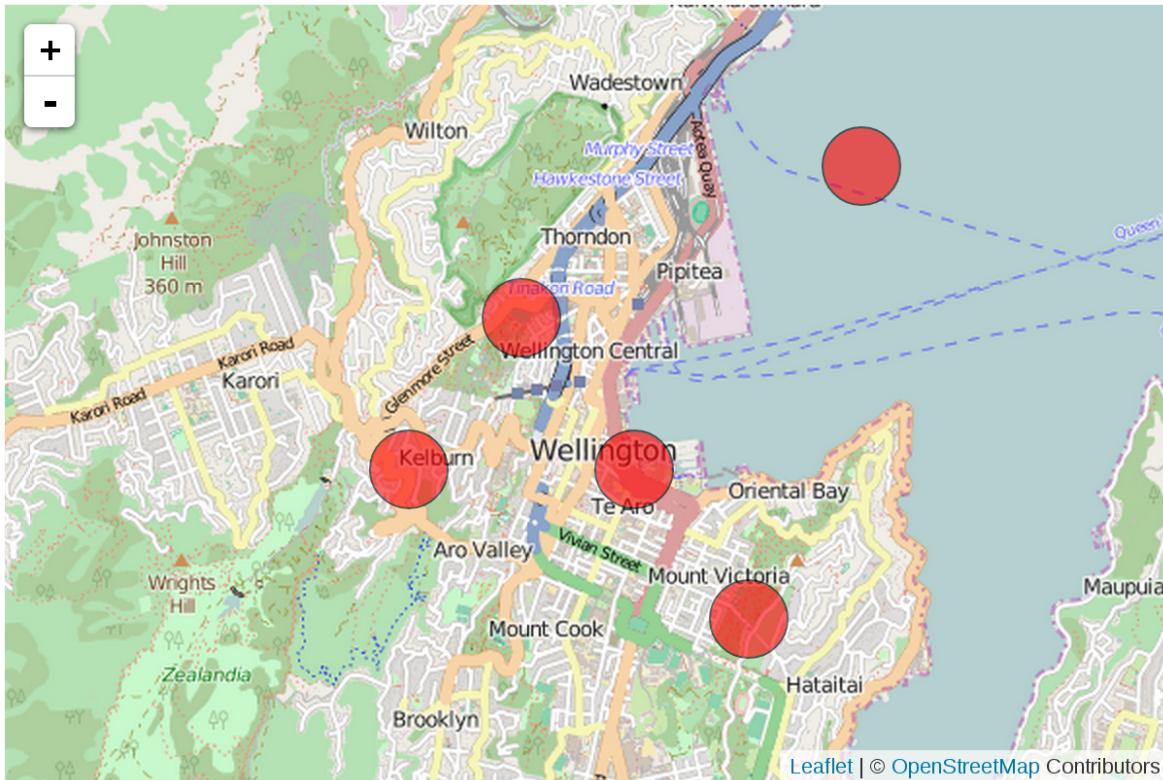 +
-
Wadestown
Wilton
Murphy Street
Aotea Quay
Hawkestone Street
Johnston
Hill
360 m
Thorndon
Queen
Pipitea
Tinakori Road
Karori Road
Wellington Central
Glenmore Street
Karori
Karori Road
Wellington
Kelburn
Oriental Bay
Te Aro
Vivian Street
Aro Valley
Mount Victoria
Wrights
Hill
Maupuia
Mount Cook
Zealandia
Hataitai
Brooklyn
Leaflet | © OpenStreetMap Contributors